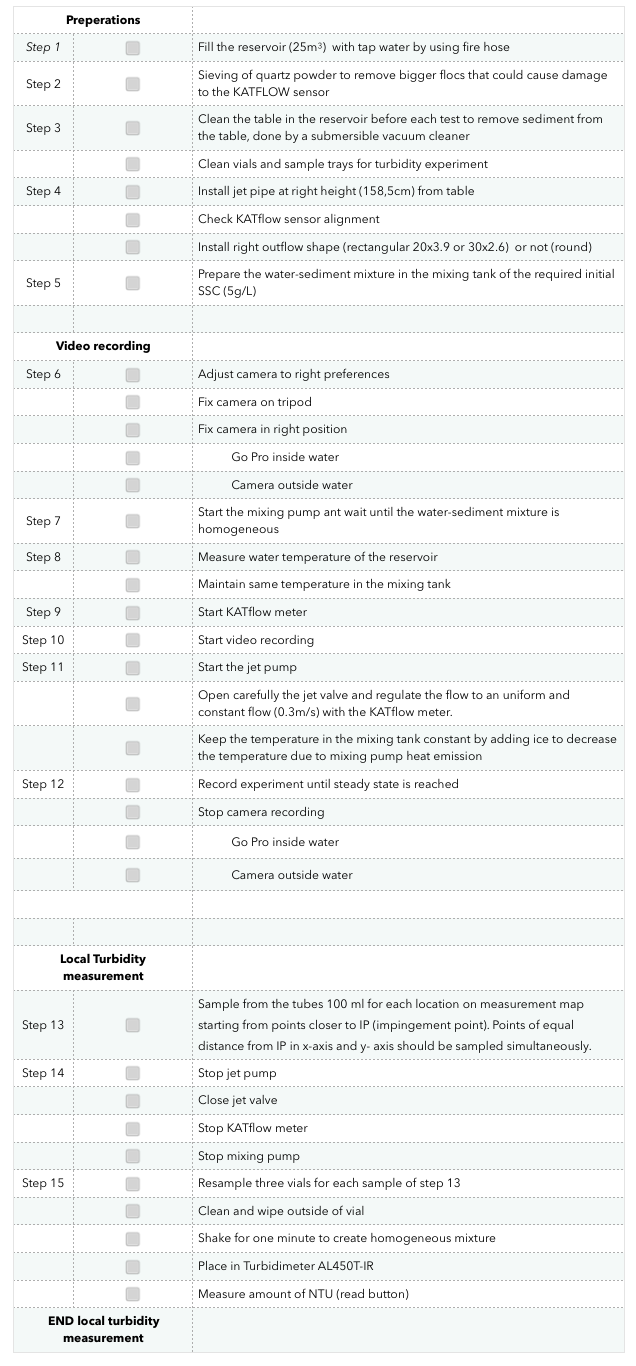 Preperations
Step 1 Fill the reservoir (25m³) with tap water by using fire hose
Step 2 Sieving of quartz powder to remove bigger flocs that could cause damage
to the KATFLOW sensor
Step 3 Clean the table in the reservoir before each test to remove sediment from
the table, done by a submersible vacuum cleaner
Clean vials and sample trays for turbidity experiment
Step 4 Install jet pipe at right height (158,5cm) from table
Check KATflow sensor alignment
Install right outflow shape (rectangular 20x3.9 or 30x2.6) or not (round)
Step 5 Prepare the water-sediment mixture in the mixing tank of the required initial
SSC (5g/L)
Video recording
Step 6 Adjust camera to right preferences
Fix camera on tripod
Fix camera in right position
Go Pro inside water
Camera outside water
Step 7 Start the mixing pump ant wait until the water-sediment mixture is
homogeneous
Step 8 Measure water temperature of the reservoir
Maintain same temperature in the mixing tank
Step 9 Start KATflow meter
Step 10 Start video recording
Step 11 Start the jet pump
Open carefully the jet valve and regulate the flow to an uniform and
constant flow (0.3m/s) with the KATflow meter.
Keep the temperature in the mixing tank constant by adding ice to decrease
the temperature due to mixing pump heat emission
Step 12 Record experiment until steady state is reached
Stop camera recording
Go Pro inside water
Camera outside water
Local Turbidity
measurement
Step 13 Sample from the tubes 100 ml for each location on measurement map
starting from points closer to IP (impingement point). Points of equal
distance from IP in x-axis and y- axis should be sampled simultaneously.
Step 14 Stop jet pump
Close jet valve
Stop KATflow meter
Stop mixing pump
Step 15 Resample three vials for each sample of step 13
Clean and wipe outside of vial
Shake for one minute to create homogeneous mixture
Place in Turbidimeter AL450T-IR
Measure amount of NTU (read button)
END local turbidity
measurement